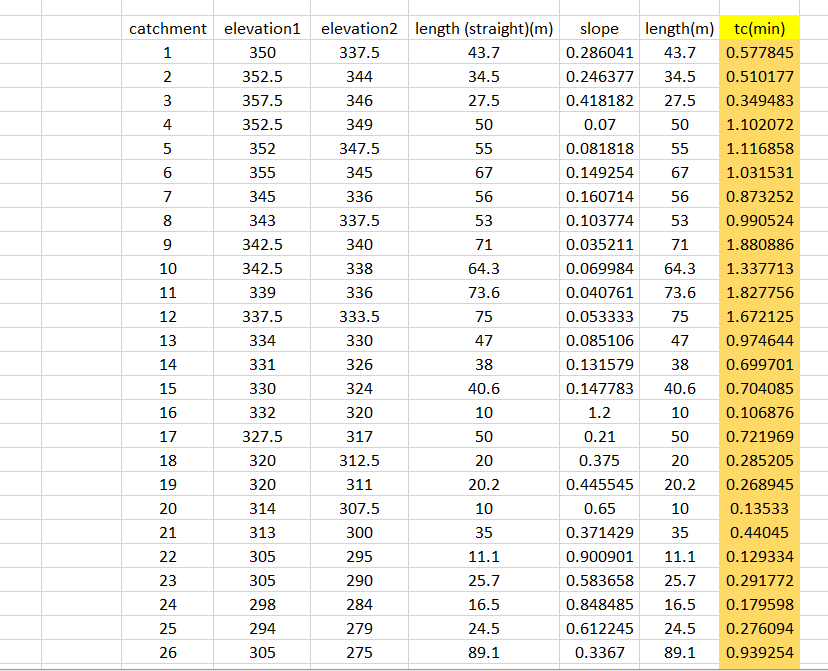 catchment elevation1 elevation2 length (straight)(m) slope length(m) tc(min)
1 350 337.5 43.7 0.286041 43.7 0.577845
2 352.5 344 34.5 0.246377 34.5 0.510177
3 357.5 346 27.5 0.418182 27.5 0.349483
4 352.5 349 50 0.07 50 1.102072
5 352 347.5 55 0.081818 55 1.116858
6 355 345 67 0.149254 67 1.031531
7 345 336 56 0.160714 56 0.873252
8 343 337.5 53 0.103774 53 0.990524
9 342.5 340 71 0.035211 71 1.880886
10 342.5 338 64.3 0.069984 64.3 1.337713
11 339 336 73.6 0.040761 73.6 1.827756
12 337.5 333.5 75 0.053333 75 1.672125
13 334 330 47 0.085106 47 0.974644
14 331 326 38 0.131579 38 0.699701
15 330 324 40.6 0.147783 40.6 0.704085
16 332 320 10 1.2 10 0.106876
17 327.5 317 50 0.21 50 0.721969
18 320 312.5 20 0.375 20 0.285205
19 320 311 20.2 0.445545 20.2 0.268945
20 314 307.5 10 0.65 10 0.13533
21 313 300 35 0.371429 35 0.44045
22 305 295 11.1 0.900901 11.1 0.129334
23 305 290 25.7 0.583658 25.7 0.291772
24 298 284 16.5 0.848485 16.5 0.179598
25 294 279 24.5 0.612245 24.5 0.276094
26 305 275 89.1 0.3367 89.1 0.939254